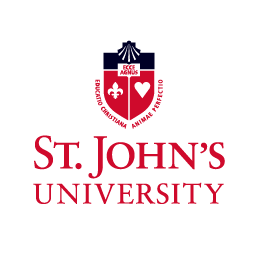 ECCE
AGNUS
EDUCATIO CHRISTIANA ANIMAE PERFECTIO
ST. JOHN'S
UNIVERSITY